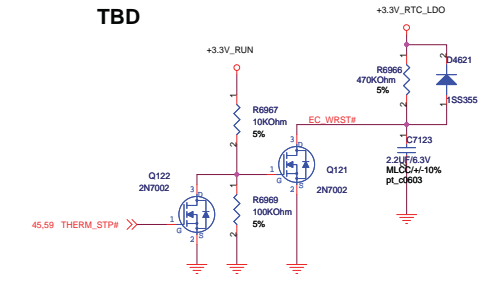 TBD
+3.3V_RTC_LDO
+3.3V_RUN
1
2
D4621
R6966
470KOhm
5%
2
1
1SS355
1
R6967
10KOhm
5%
2
EC_WRST#
1
C7123
2.2UF/6.3V
MLCC/+/-10%
pt_c0603
3
D
Q121
1
G
S
2
2N7002
Q122
2N7002
3
D
1
G
S
2
1
R6969
100KOhm
5%
2
45,59 THERM_STP#